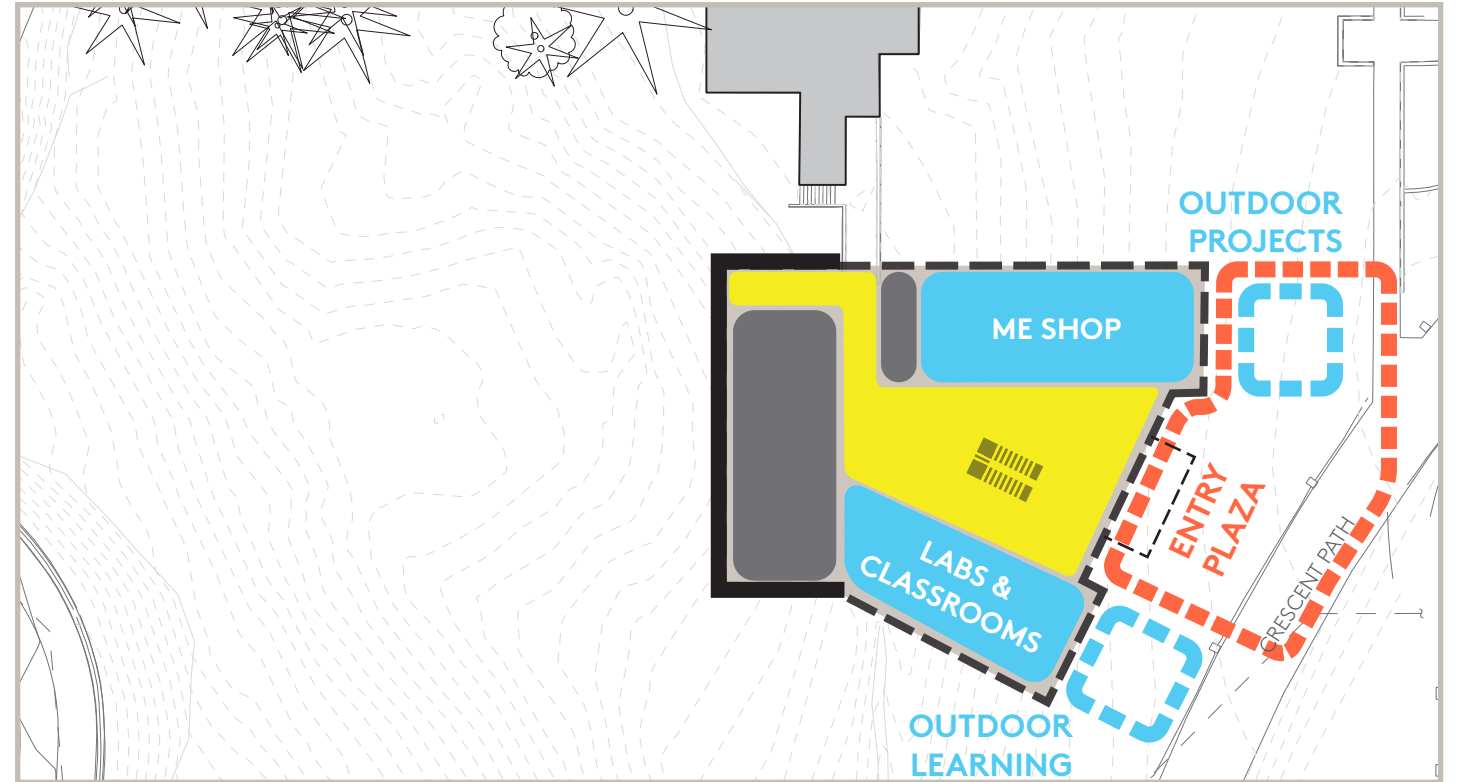 OUTDOOR
PROJECTS
ME SHOP
ENTRY
PLAZA
LABS &
CLASSROOMS
CRESCENT PATH
OUTDOOR
LEARNING